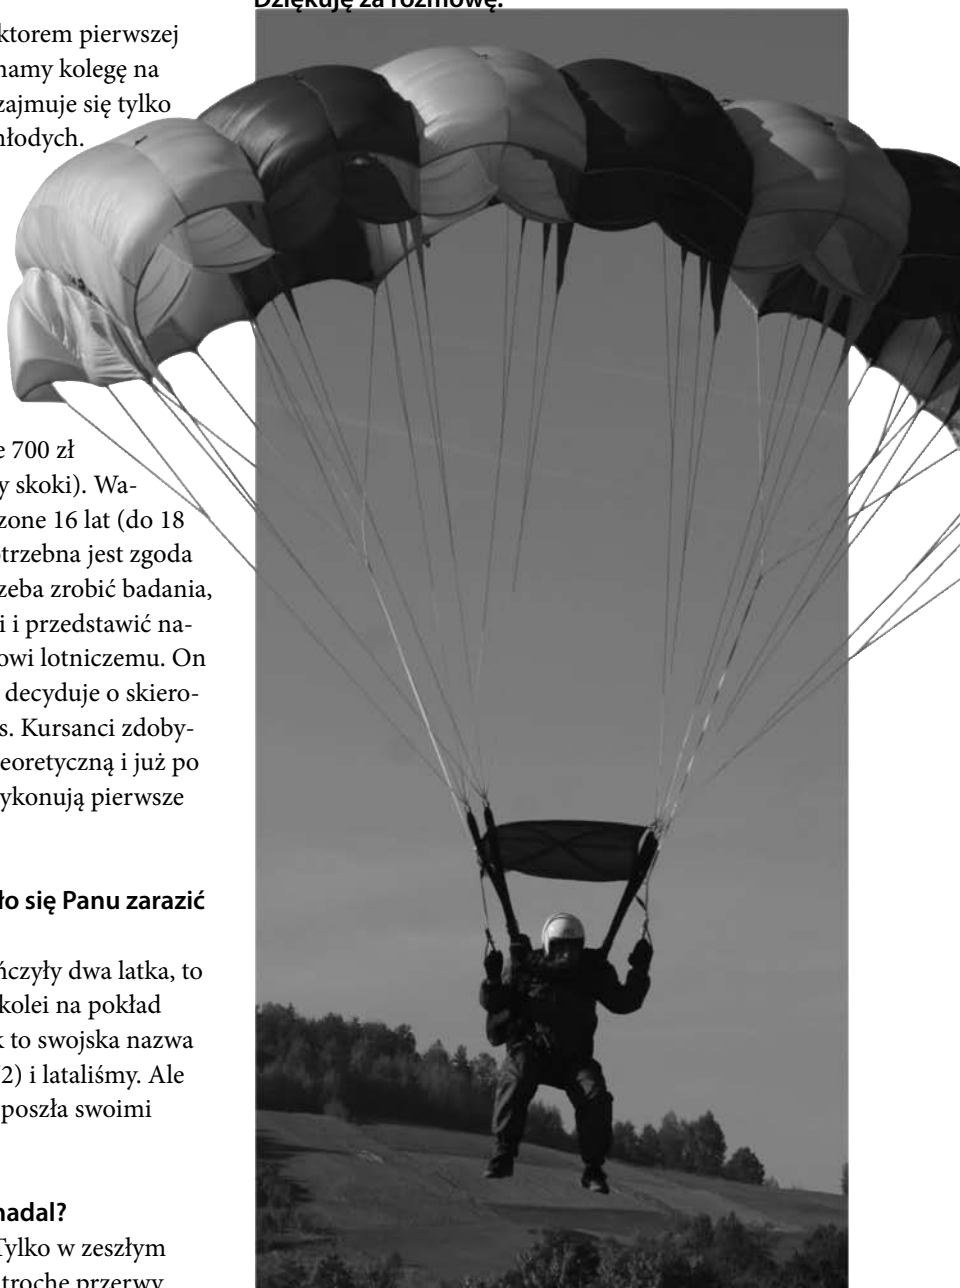 ktorem pierwszej
namy kolegę na
zajmuje się tylko
młodych.
e 700 zł
y skoki). Wa-
zone 16 lat (do 18
otrzebna jest zgoda
zeba zrobić badania,
i i przedstawić na-
owi lotniczemu. On
decyduje o skiero-
s. Kursanci zdoby-
eoretyczną i już po
ykonują pierwsze
ło się Panu zarazić
ńczyły dwa latka, to
kolei na pokład
k to swojska nazwa
2) i lataliśmy. Ale
poszła swoimi
nadal?
Tylko w zeszłym
trochę przerwy
Dziękuję za rozmowę.